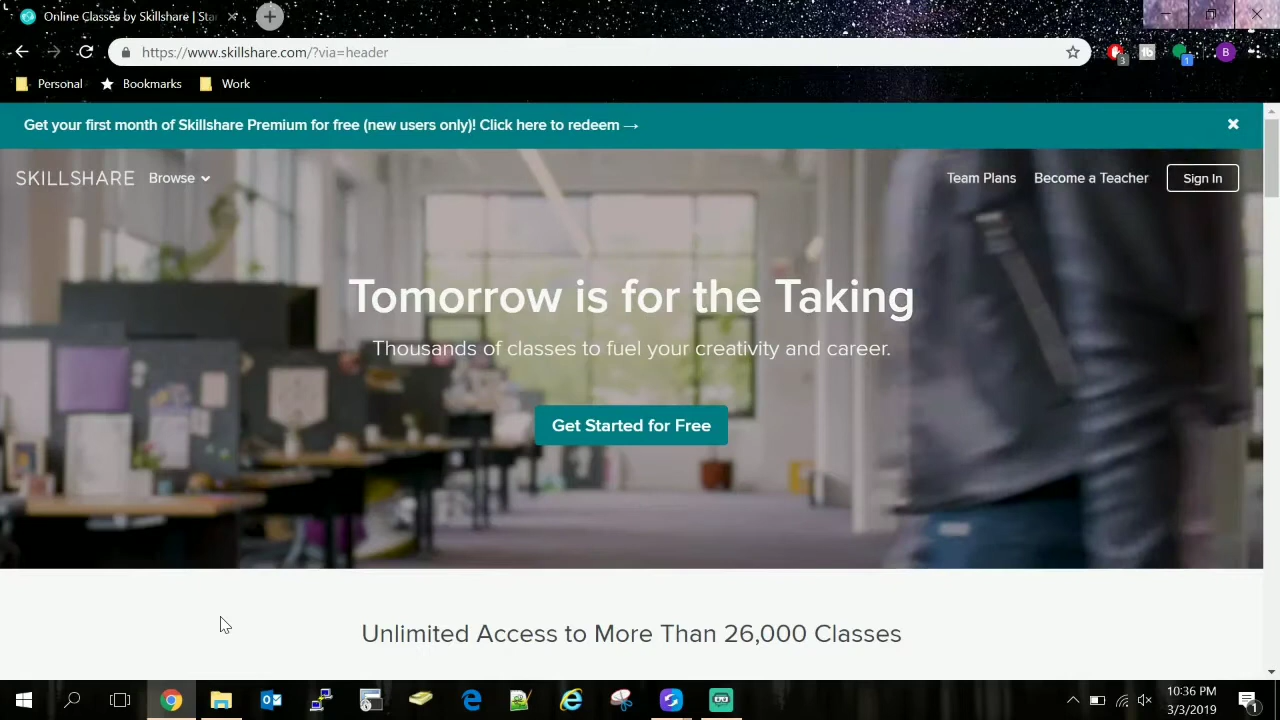 Online Classes by Skillshare | Sta
https://www.skillshare.com/?via=header
3
1
B
Personal
Bookmarks
Work
Get your first month of Skillshare Premium for free (new users only)! Click here to redeem →
SKILLSHARE
Browse
Team Plans
Become a Teacher
Sign In
Tomorrow is for the Taking
Thousands of classes to fuel your creativity and career.
Get Started for Free
Unlimited Access to More Than 26,000 Classes
10:36 PM
3/3/2019
1